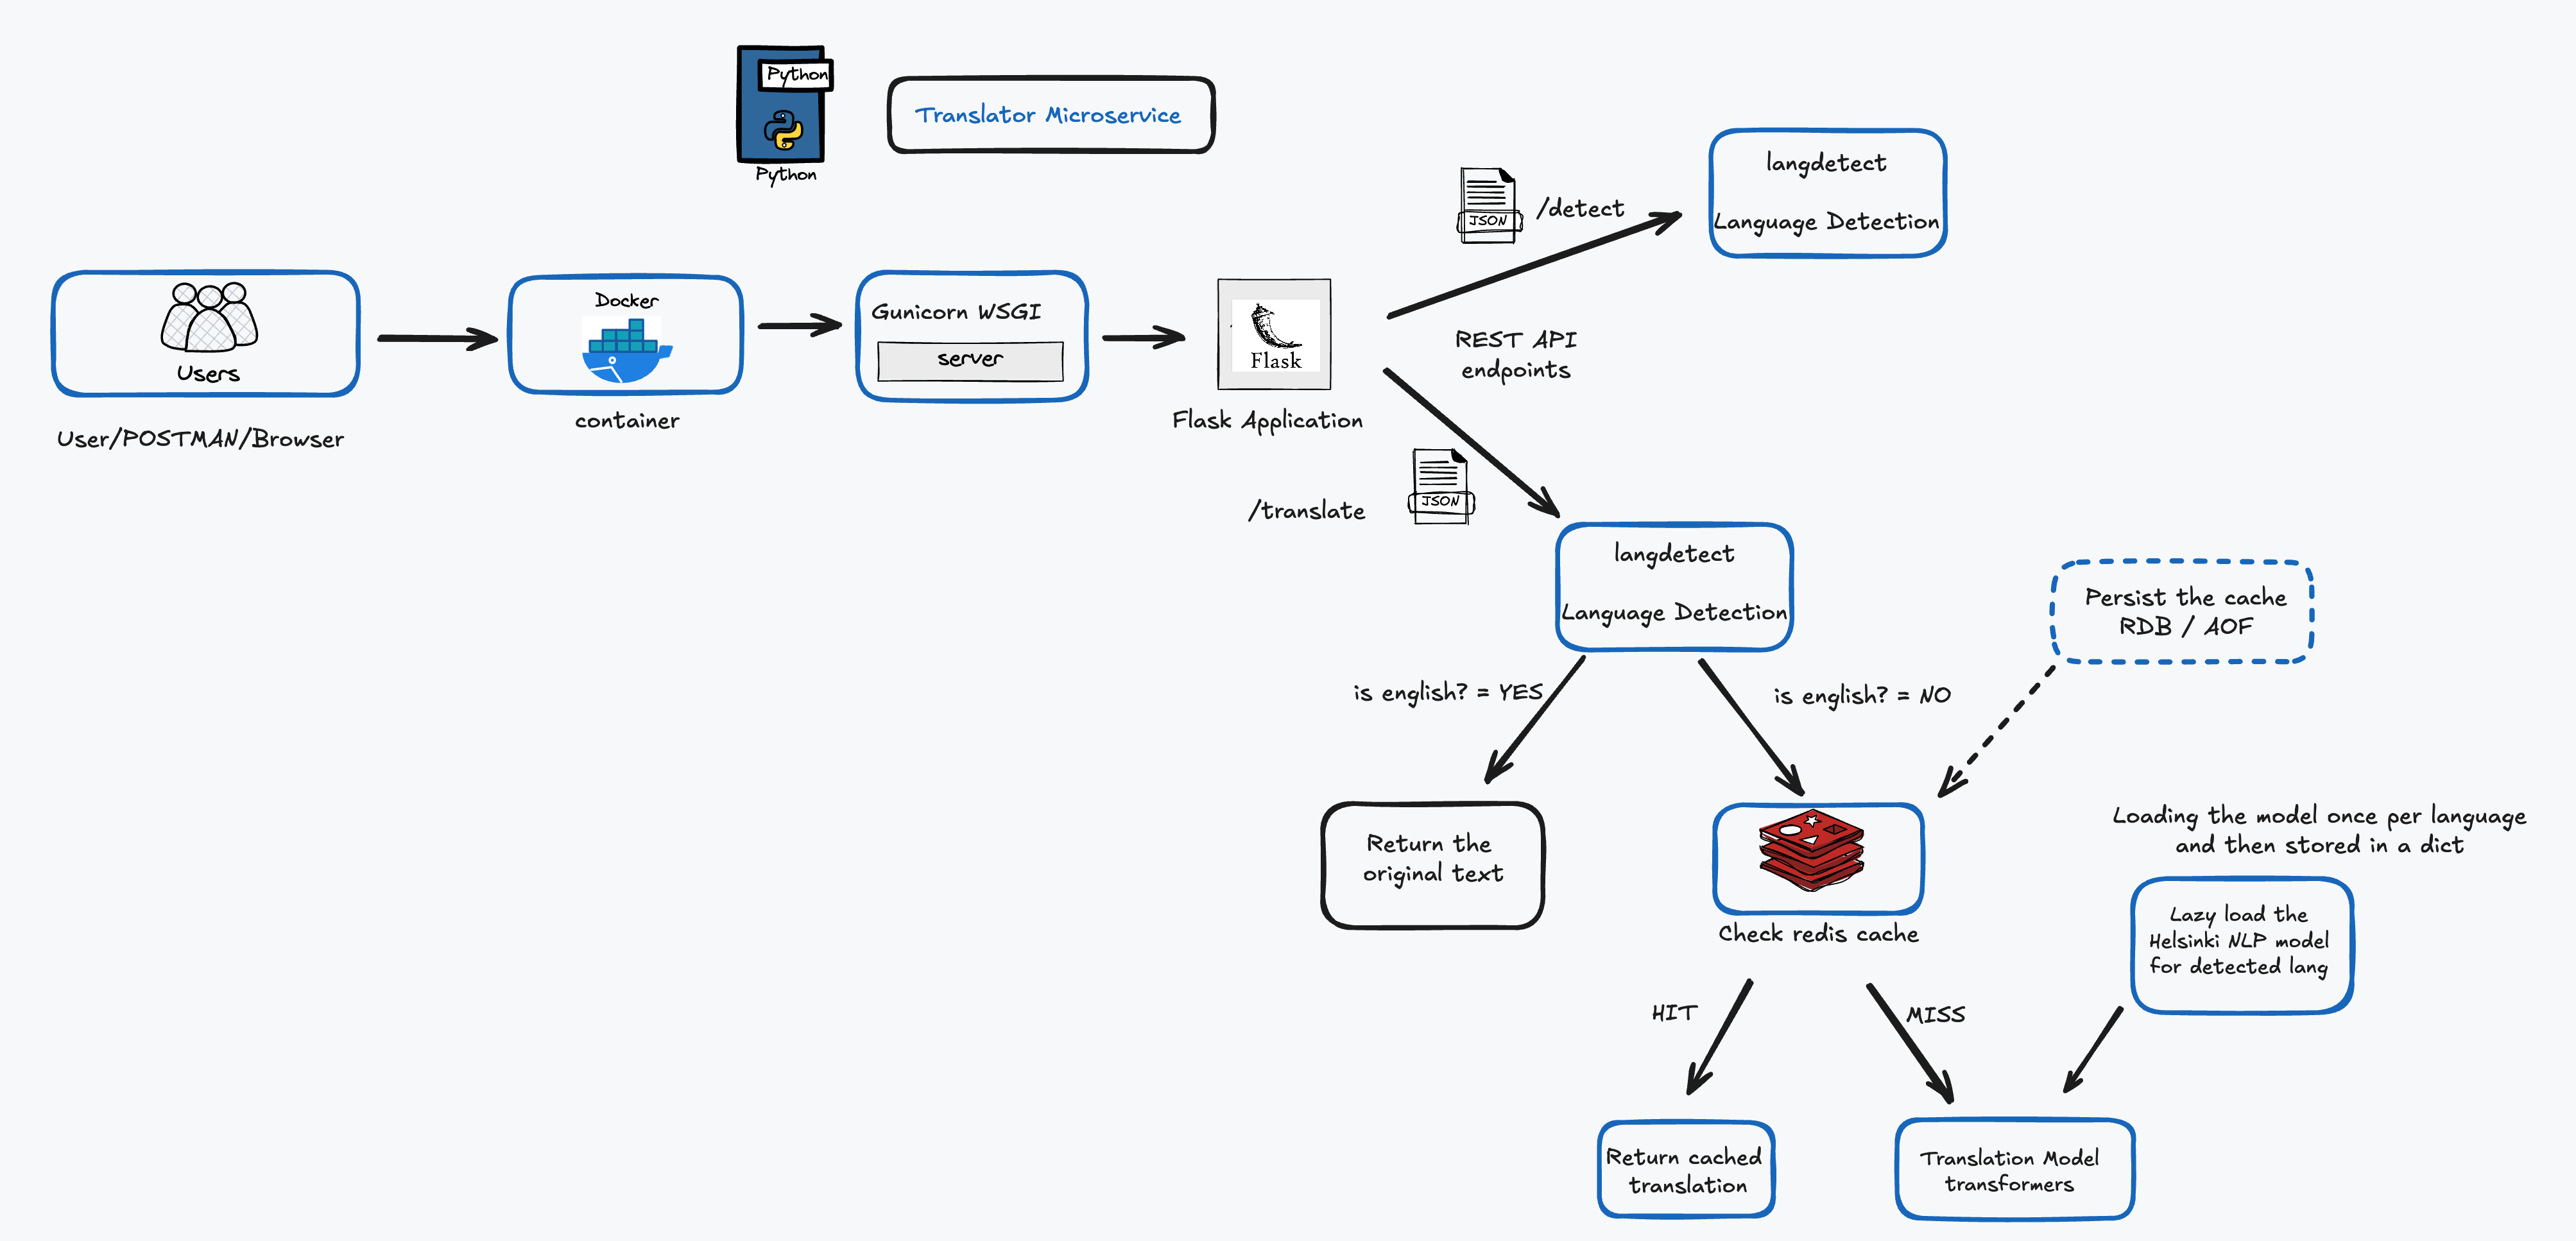 Python
Python
Translator Microservice
langdetect
Language Detection
JSON
/detect
Users
User/POSTMAN/Browser
Docker
container
Gunicorn WSGI
server
Flask
Flask Application
REST API
endpoints
JSON
/translate
langdetect
Language Detection
Persist the cache
RDB / AOF
is english? = YES
is english? = NO
Return the
original text
Check redis cache
Loading the model once per language
and then stored in a dict
Lazy load the
Helsinki NLP model
for detected lang
HIT
MISS
Return cached
translation
Translation Model
transformers